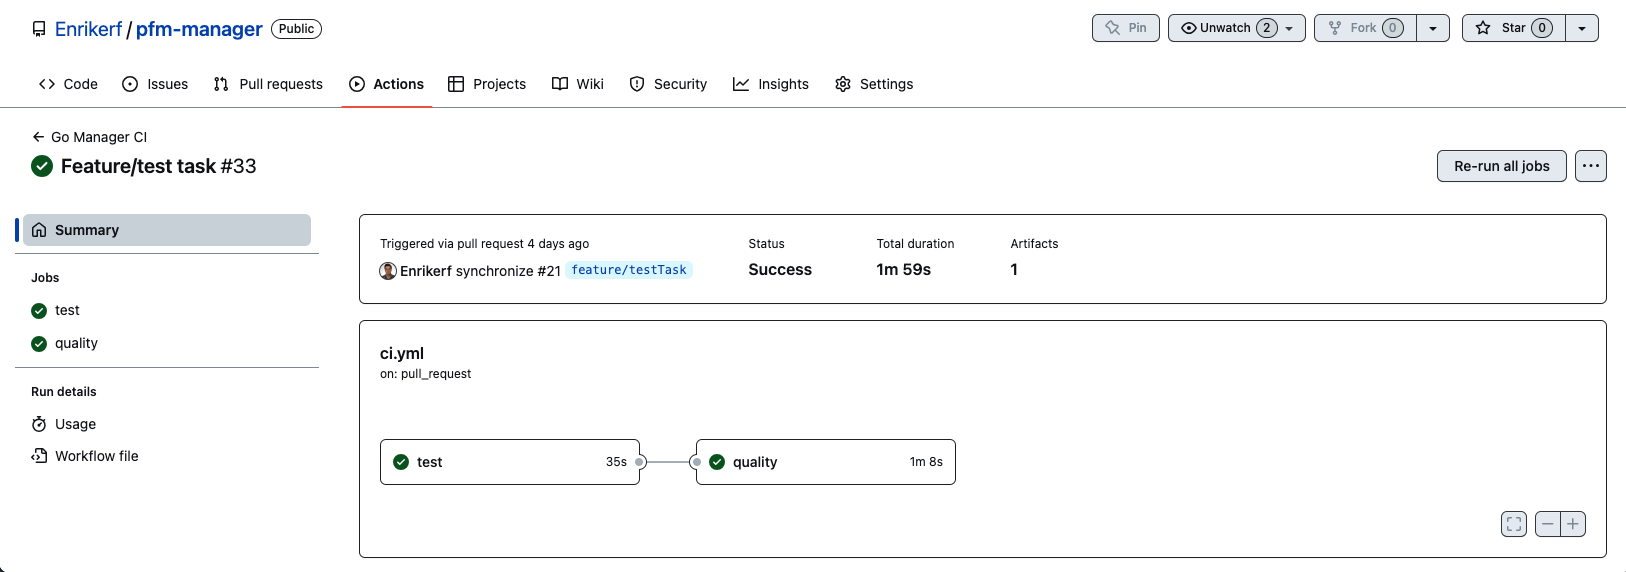 Enrikerf / pfm-manager Public
Pin
Unwatch 2
Fork 0
Star 0
Code
Issues
Pull requests
Actions
Projects
Wiki
Security
Insights
Settings
Go Manager CI
Feature/test task #33
Re-run all jobs
Summary
Jobs
test
quality
Run details
Usage
Workflow file
Triggered via pull request 4 days ago
Enrikerf synchronize #21 feature/testTask
Status
Success
Total duration
1m 59s
Artifacts
1
ci.yml
on: pull_request
test 35s
quality 1m 8s